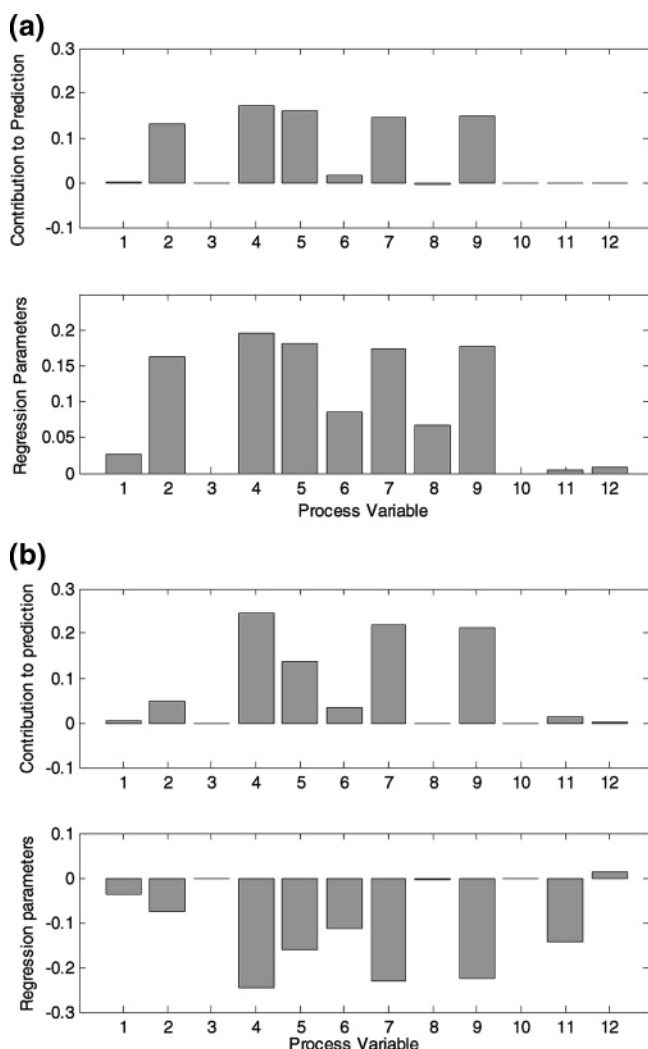 (a)
Contribution to Prediction
0.3
0.2
0.1
0
-0.1
1 2 3 4 5 6 7 8 9 10 11 12
Regression Parameters
0.2
0.15
0.1
0.05
0
1 2 3 4 5 6 7 8 9 10 11 12
Process Variable
(b)
Contribution to prediction
0.3
0.2
0.1
0
-0.1
1 2 3 4 5 6 7 8 9 10 11 12
Regression parameters
0.1
0
-0.1
-0.2
-0.3
1 2 3 4 5 6 7 8 9 10 11 12
Process Variable